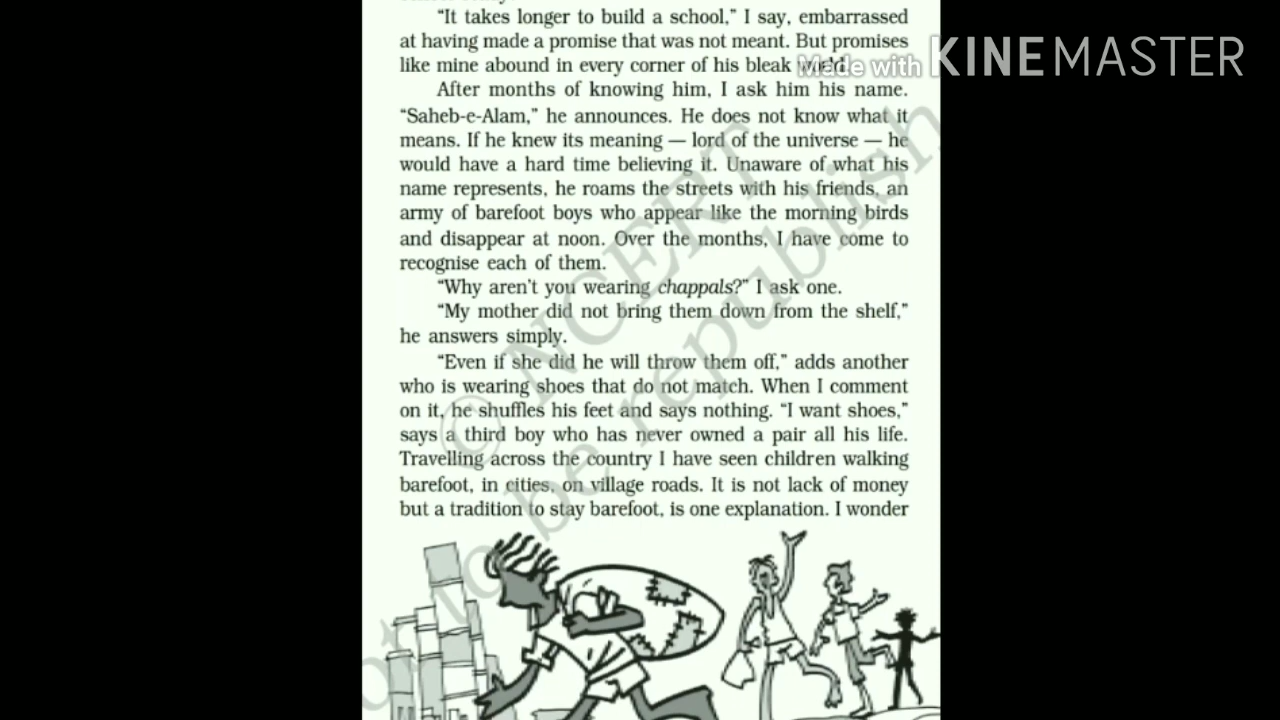 "It takes longer to build a school," I say, embarrassed
at having made a promise that was not meant. But promises
like mine abound in every corner of his bleak world.
Made with KINEMASTER
After months of knowing him, I ask him his name.
"Saheb-e-Alam," he announces. He does not know what it
means. If he knew its meaning — lord of the universe — he
would have a hard time believing it. Unaware of what his
name represents, he roams the streets with his friends, an
army of barefoot boys who appear like the morning birds
and disappear at noon. Over the months, I have come to
recognise each of them.
"Why aren't you wearing chappals?" I ask one.
"My mother did not bring them down from the shelf,"
he answers simply.
"Even if she did he will throw them off," adds another
who is wearing shoes that do not match. When I comment
on it, he shuffles his feet and says nothing. "I want shoes,"
says a third boy who has never owned a pair all his life.
Travelling across the country I have seen children walking
barefoot, in cities, on village roads. It is not lack of money
but a tradition to stay barefoot, is one explanation. I wonder
© NCERT
not to be republish